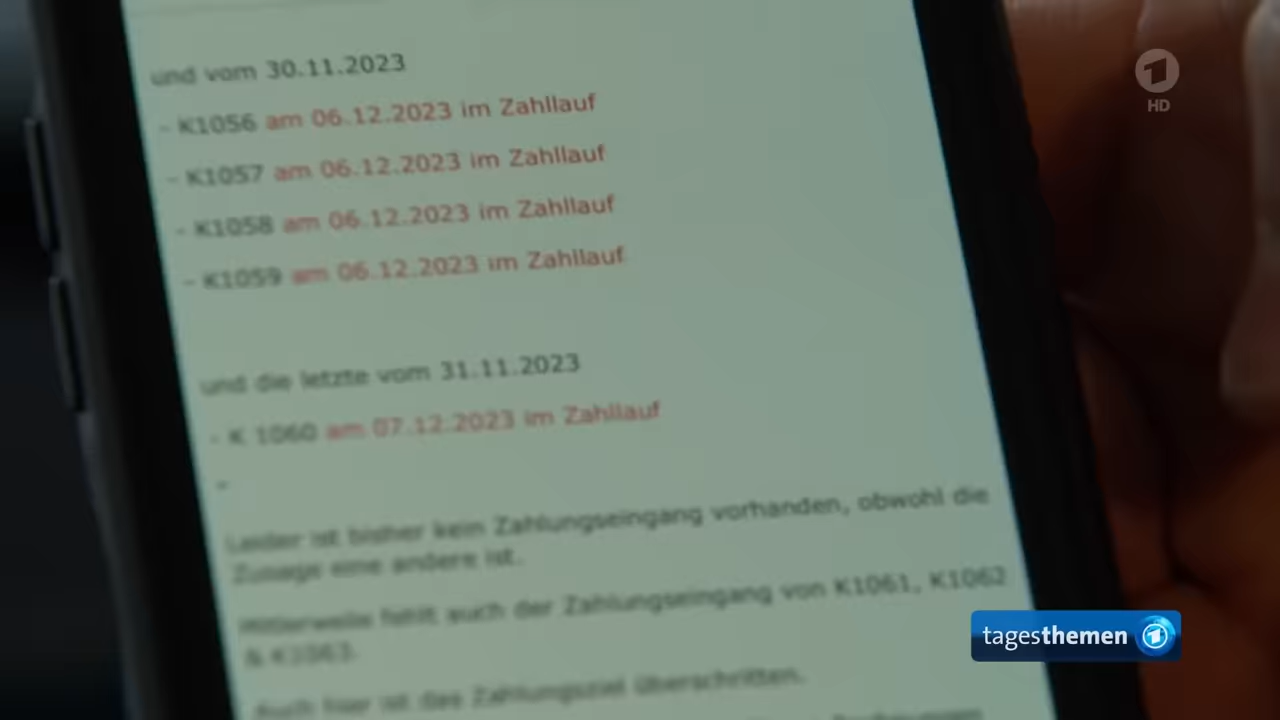 und vom 30.11.2023
- K1056 am 06.12.2023 im Zahllauf
- K1057 am 06.12.2023 im Zahllauf
- K1058 am 06.12.2023 im Zahllauf
- K1059 am 06.12.2023 im Zahllauf
und die letzte vom 31.11.2023
- K 1060 am 07.12.2023 im Zahllauf
-
Leider ist bisher kein Zahlungseingang vorhanden, obwohl die
Zusage eine andere ist.
Mittlerweile fehlt auch der Zahlungseingang von K1061, K1062
& K1063.
Auch hier ist das Zahlungsziel überschritten.
1
HD
tagesthemen 1